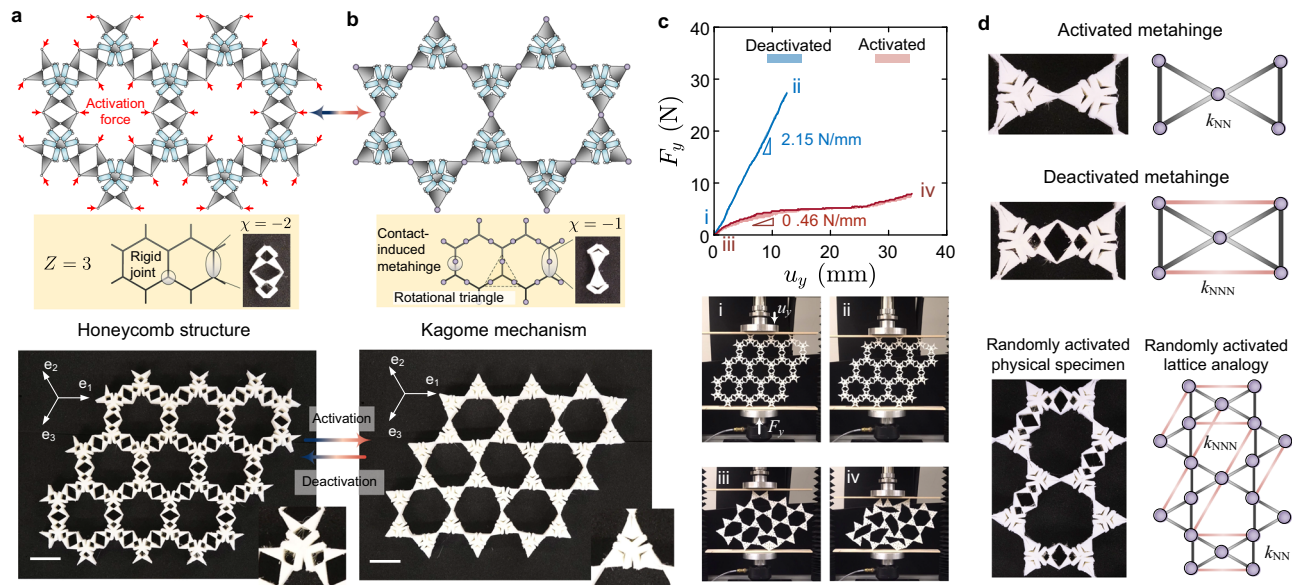 a
Activation
force
χ = −2
Z = 3
Rigid
joint
Honeycomb structure
e₂
e₁
e₃
Activation
Deactivation
b
χ = −1
Contact-
induced
metahinge
Rotational triangle
Kagome mechanism
e₂
e₁
e₃
c
Deactivated Activated
40
30
20
10
0
F_y (N)
ii
2.15 N/mm
iv
i
0 .46 N/mm
iii
0 10 20 30 40
u_y (mm)
i
u_y
F_y
ii
iii
iv
d
Activated metahinge
k_NN
Deactivated metahinge
k_NNN
Randomly activated
physical specimen
Randomly activated
lattice analogy
k_NNN
k_NN